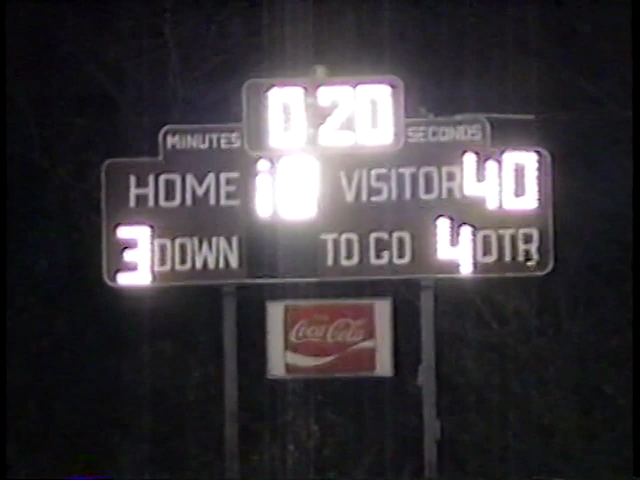 0:20
MINUTES SECONDS
HOME 10 VISITOR 40
3 DOWN TO GO 4 QTR
Coca-Cola